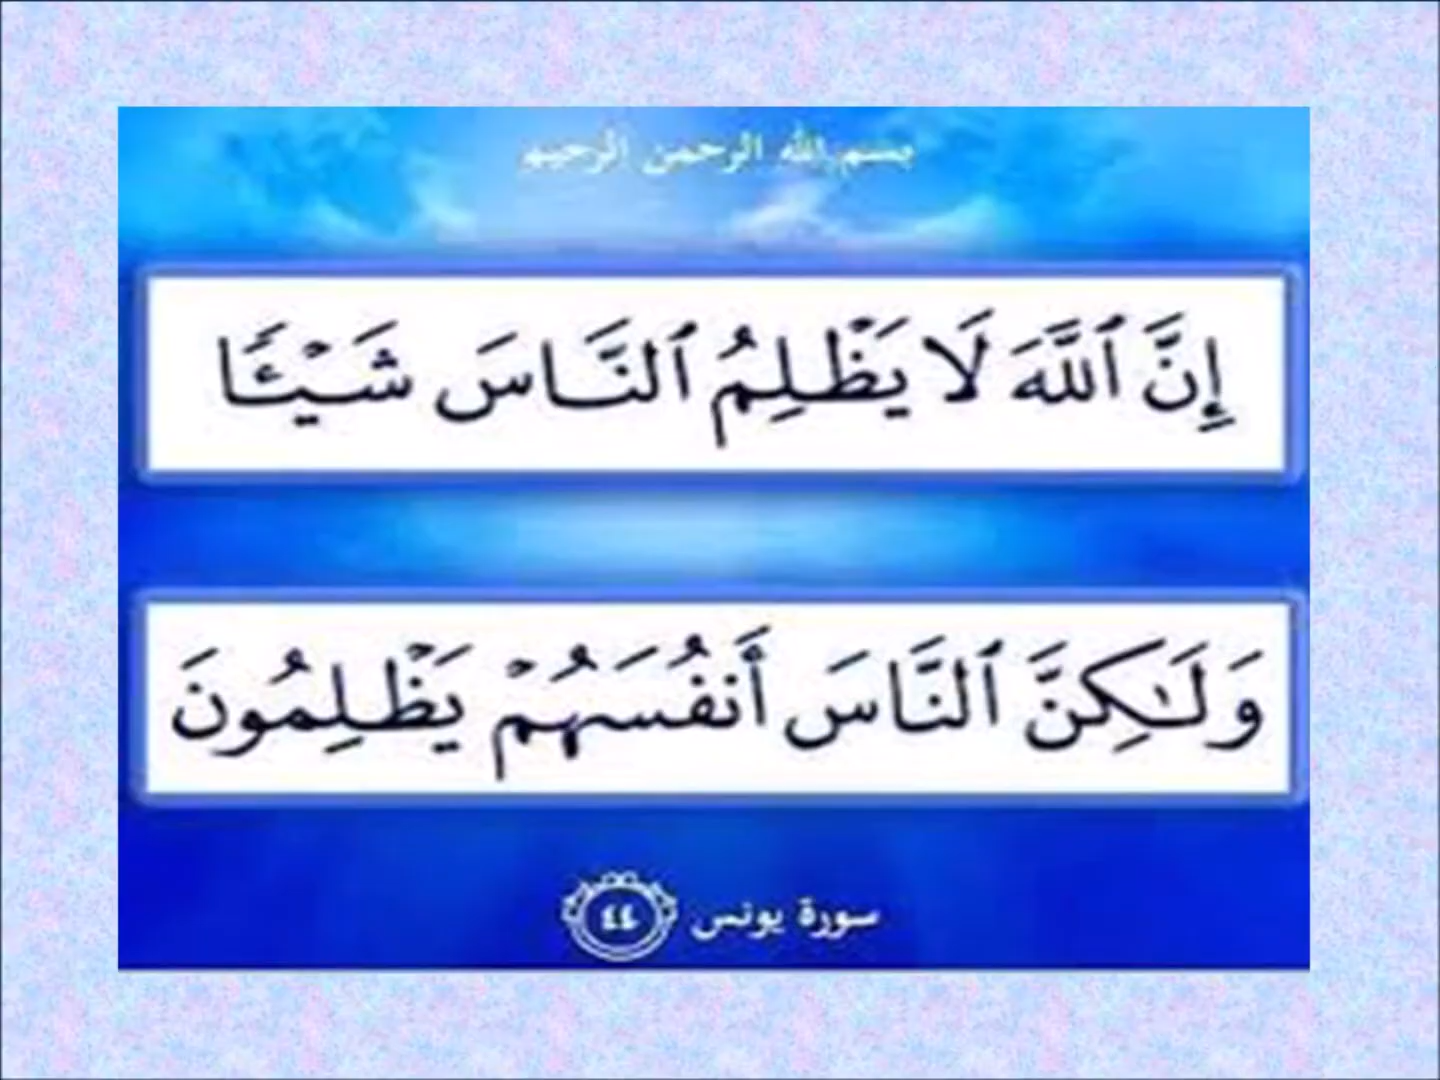 بسم الله الرحمن الرحيم
إِنَّ ٱللَّهَ لَا يَظْلِمُ ٱلنَّاسَ شَيْـًٔا
وَلَـٰكِنَّ ٱلنَّاسَ أَنفُسَهُمْ يَظْلِمُونَ
سورة يونس ٤٤